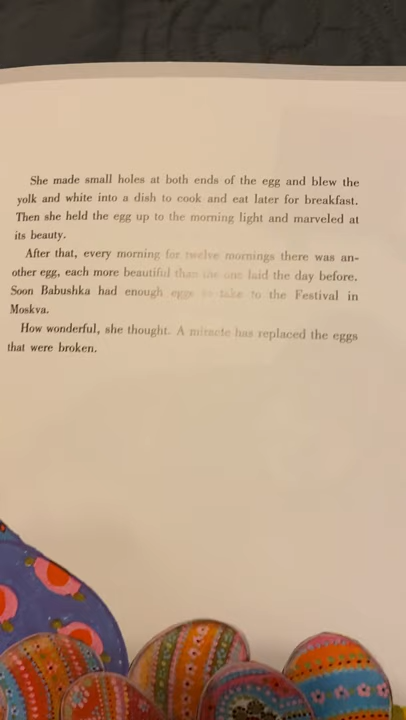 She made small holes at both ends of the egg and blew the
yolk and white into a dish to cook and eat later for breakfast.
Then she held the egg up to the morning light and marveled at
its beauty.
After that, every morning for twelve mornings there was an-
other egg, each more beautiful than the one laid the day before.
Soon Babushka had enough eggs to take to the Festival in
Moskva.
How wonderful, she thought. A miracle has replaced the eggs
that were broken.